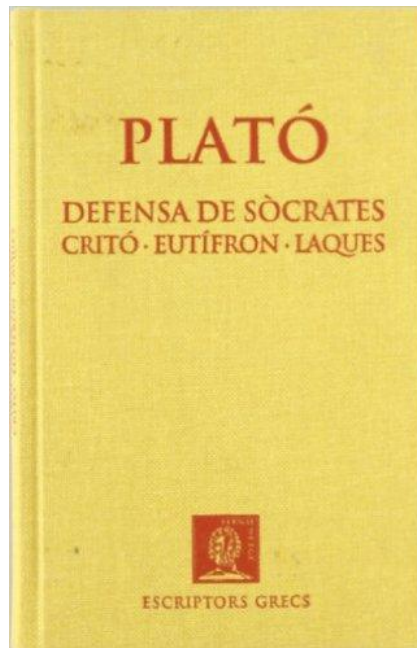 PLATÓ
DEFENSA DE SÒCRATES
CRITÓ · EUTÍFRON · LAQUES
ESCRIPTORS GRECS